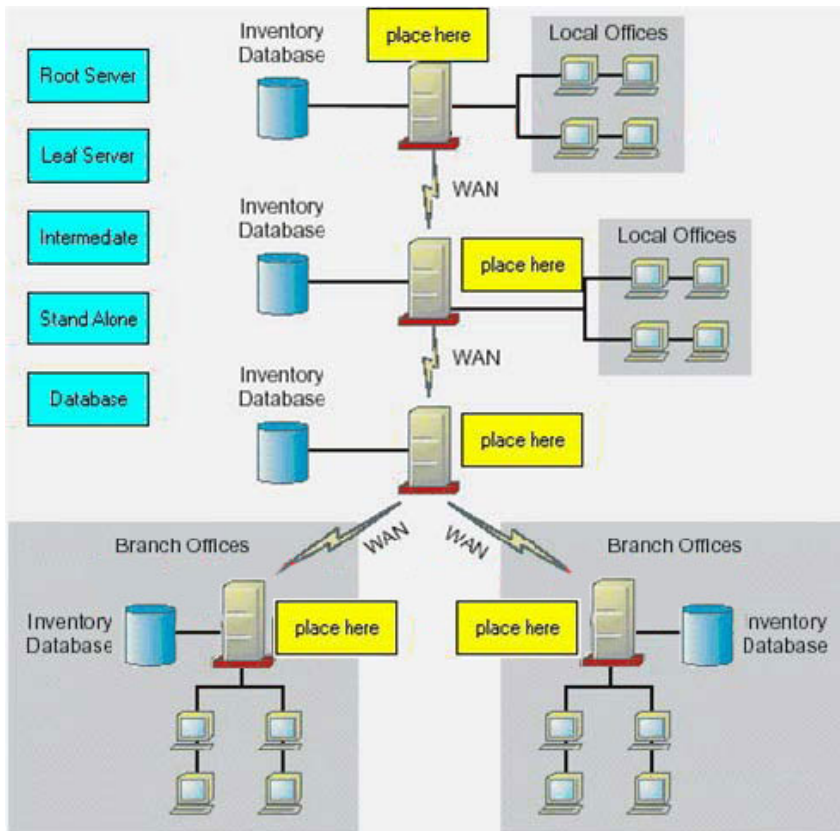 Root Server
Leaf Server
Intermediate
Stand Alone
Database
Inventory
Database
place here
Local Offices
WAN
Inventory
Database
place here
Local Offices
WAN
Inventory
Database
place here
WAN
WAN
Branch Offices
Inventory
Database
place here
Branch Offices
place here
Inventory
Database